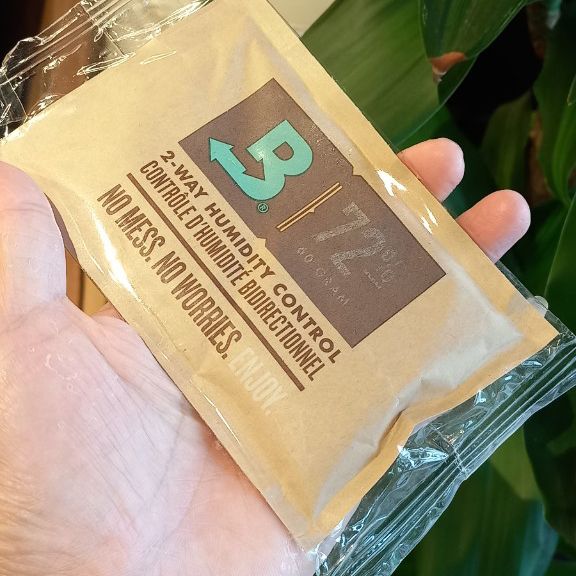 B®
72%
60 GRAM
2-WAY HUMIDITY CONTROL
CONTRÔLE D'HUMIDITÉ BIDIRECTIONNEL
NO MESS. NO WORRIES. ENJOY.